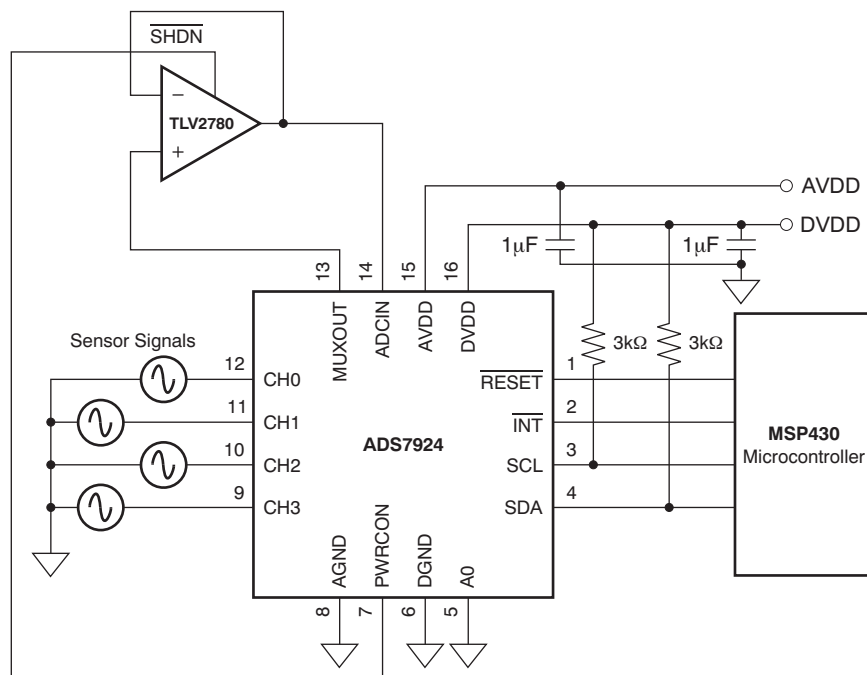 SHDN
−
TLV2780
+
AVDD
DVDD
1μF
1μF
13
14
15
16
MUXOUT
ADCIN
AVDD
DVDD
3kΩ
3kΩ
Sensor Signals
12
CH0
11
CH1
10
CH2
9
CH3
ADS7924
RESET
1
INT
2
SCL
3
SDA
4
MSP430
Microcontroller
AGND
PWRCON
DGND
A0
8
7
6
5